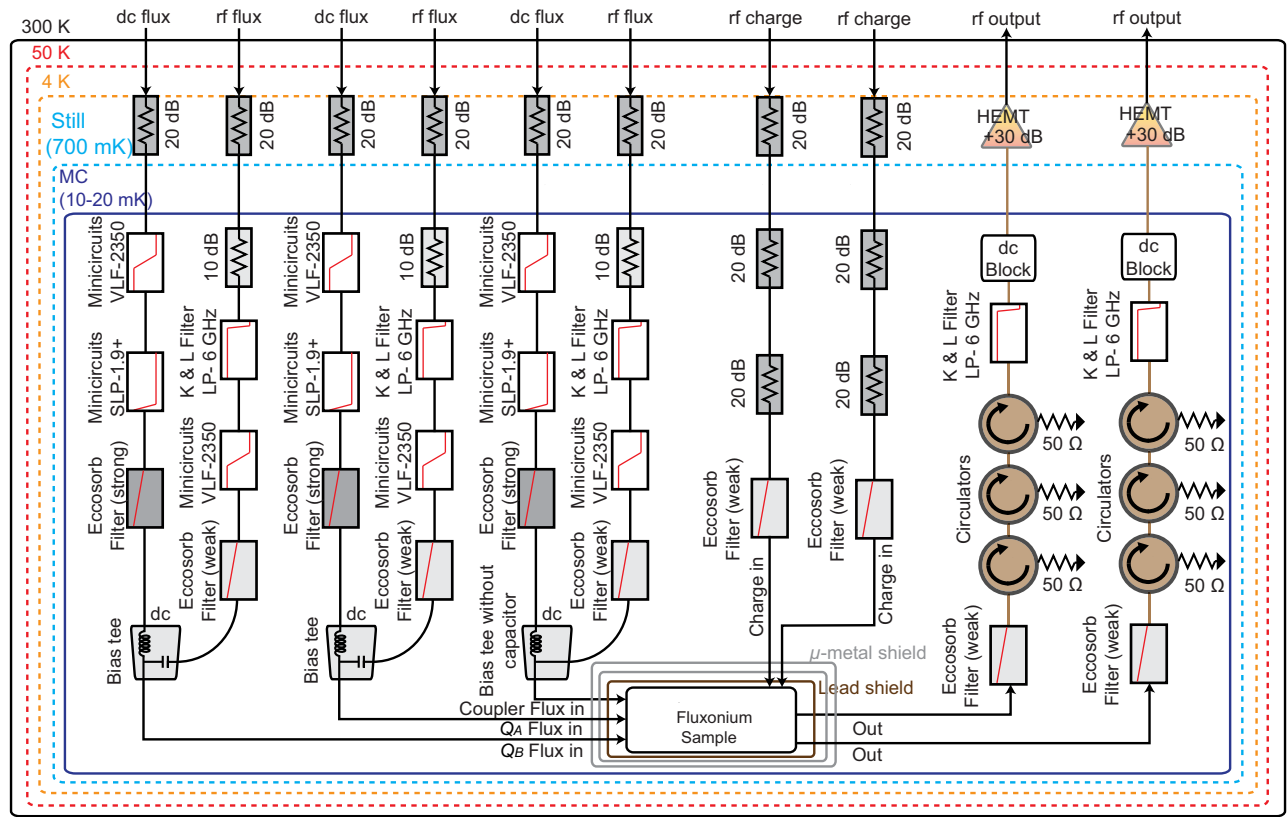 dc flux
rf flux
dc flux
rf flux
dc flux
rf flux
rf charge
rf charge
rf output
rf output
300 K
50 K
4 K
Still
(700 mK)
MC
(10-20 mK)
20 dB
20 dB
20 dB
20 dB
20 dB
20 dB
20 dB
20 dB
HEMT
+30 dB
HEMT
+30 dB
Minicircuits
VLF-2350
10 dB
Minicircuits
VLF-2350
10 dB
Minicircuits
VLF-2350
10 dB
20 dB
20 dB
dc
Block
dc
Block
Minicircuits
SLP-1.9+
K & L Filter
LP- 6 GHz
Minicircuits
SLP-1.9+
K & L Filter
LP- 6 GHz
Minicircuits
SLP-1.9+
K & L Filter
LP- 6 GHz
20 dB
20 dB
K & L Filter
LP- 6 GHz
K & L Filter
LP- 6 GHz
Eccosorb
Filter (strong)
Minicircuits
VLF-2350
Eccosorb
Filter (strong)
Minicircuits
VLF-2350
Eccosorb
Filter (strong)
Minicircuits
VLF-2350
Eccosorb
Filter (weak)
Eccosorb
Filter (weak)
Circulators
50 Ω
50 Ω
50 Ω
Circulators
50 Ω
50 Ω
50 Ω
Eccosorb
Filter (weak)
Eccosorb
Filter (weak)
Eccosorb
Filter (weak)
Charge in
Charge in
Bias tee
dc
Bias tee
dc
Bias tee without
capacitor
dc
Eccosorb
Filter (weak)
Eccosorb
Filter (weak)
μ-metal shield
Lead shield
Coupler Flux in
QA Flux in
QB Flux in
Fluxonium
Sample
Out
Out